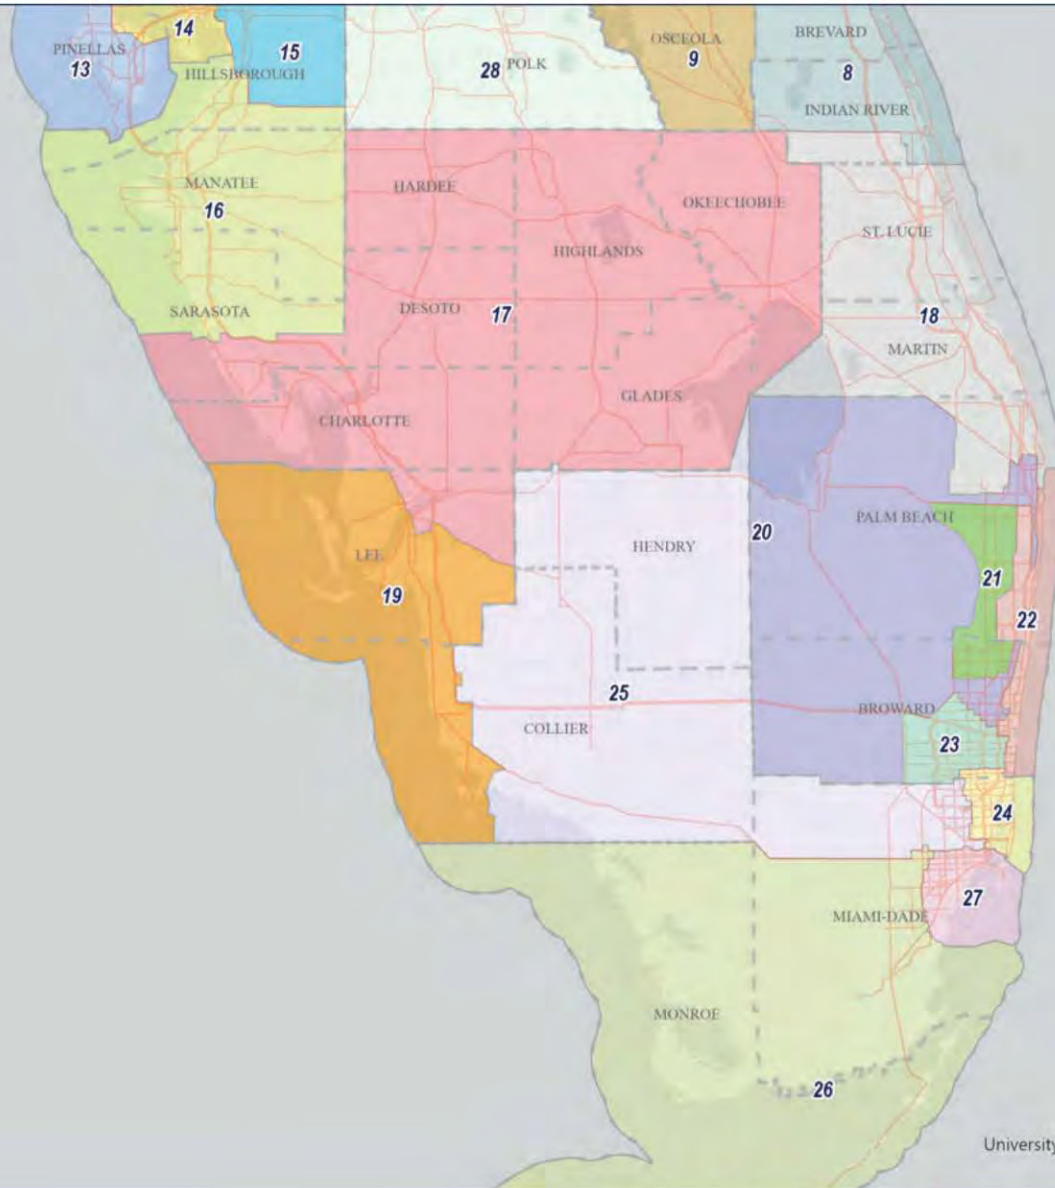 14
BREVARD
OSCEOLA
PINELLAS
15
9
POLK
13
28
8
HILLSBOROUGH
INDIAN RIVER
MANATEE
HARDEE
OKEECHOBEE
16
ST. LUCIE
HIGHLANDS
SARASOTA
DESOTO
17
18
MARTIN
GLADES
CHARLOTTE
PALM BEACH
20
HENDRY
LEE
21
19
22
25
BROWARD
COLLIER
23
24
27
MIAMI-DADE
MONROE
26
University